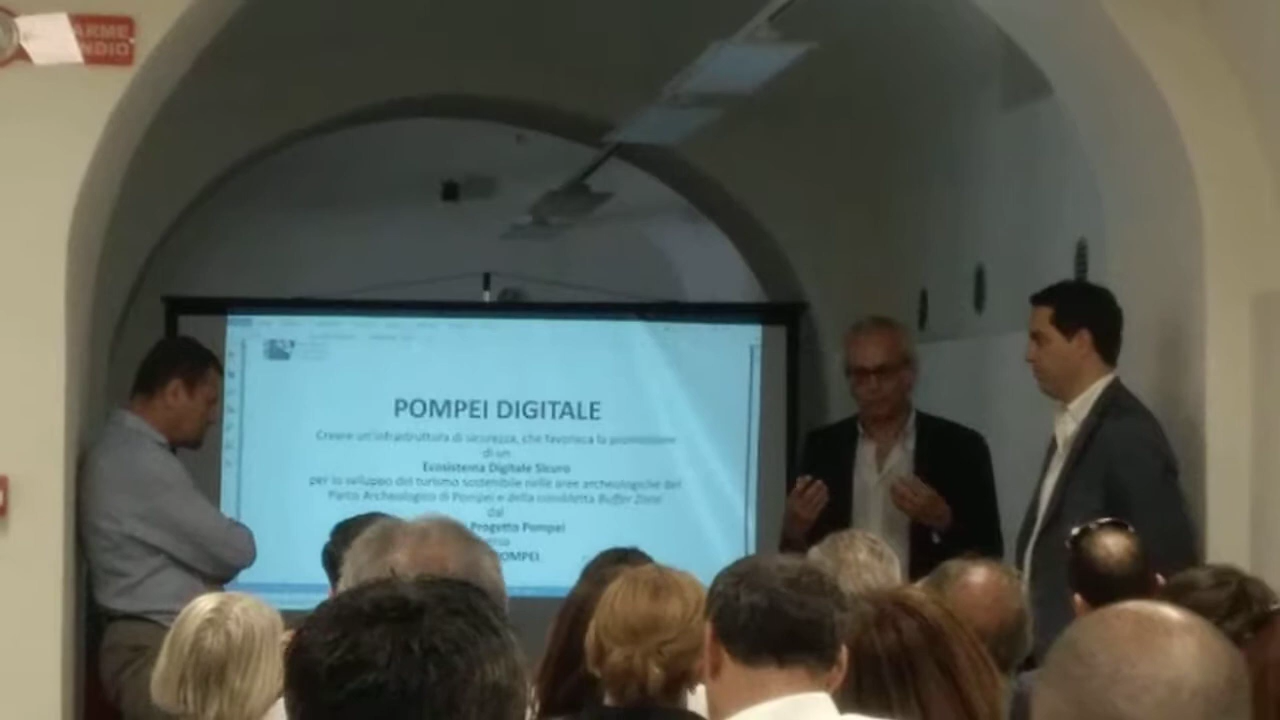 ARME
NDIO
POMPEI DIGITALE
Creare un'infrastruttura di sicurezza, che favorisca la promozione
di un
Ecosistema Digitale Sicuro
per lo sviluppo del turismo sostenibile nelle aree archeologiche del
Parco Archeologico di Pompei e della cosiddetta Buffer Zone
dal
Progetto Pompei
POMPEI